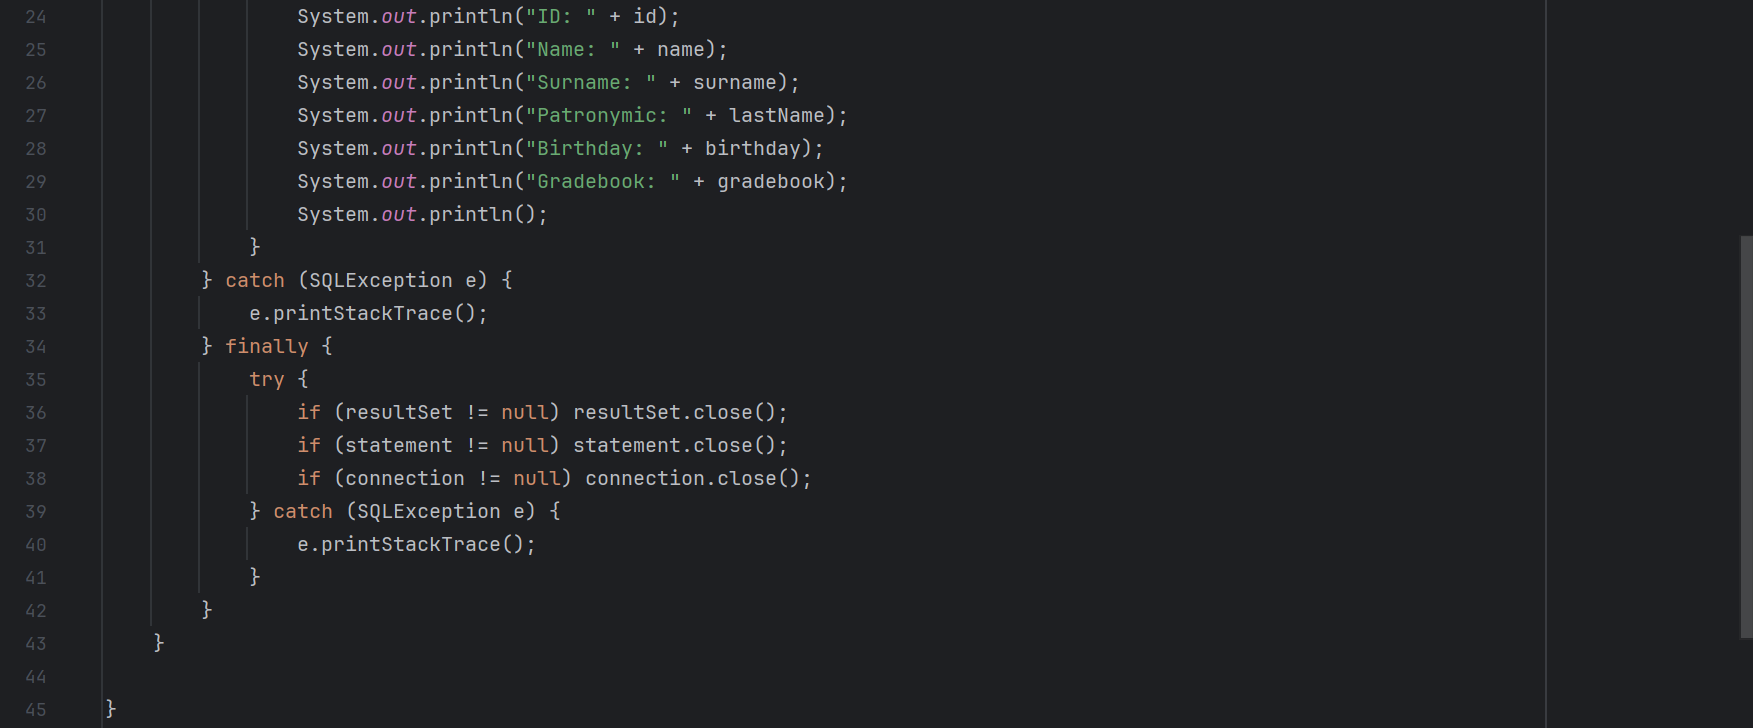 24 System.out.println("ID: " + id);
25 System.out.println("Name: " + name);
26 System.out.println("Surname: " + surname);
27 System.out.println("Patronymic: " + lastName);
28 System.out.println("Birthday: " + birthday);
29 System.out.println("Gradebook: " + gradebook);
30 System.out.println();
31 }
32 } catch (SQLException e) {
33 e.printStackTrace();
34 } finally {
35 try {
36 if (resultSet != null) resultSet.close();
37 if (statement != null) statement.close();
38 if (connection != null) connection.close();
39 } catch (SQLException e) {
40 e.printStackTrace();
41 }
42 }
43 }
44
45 }